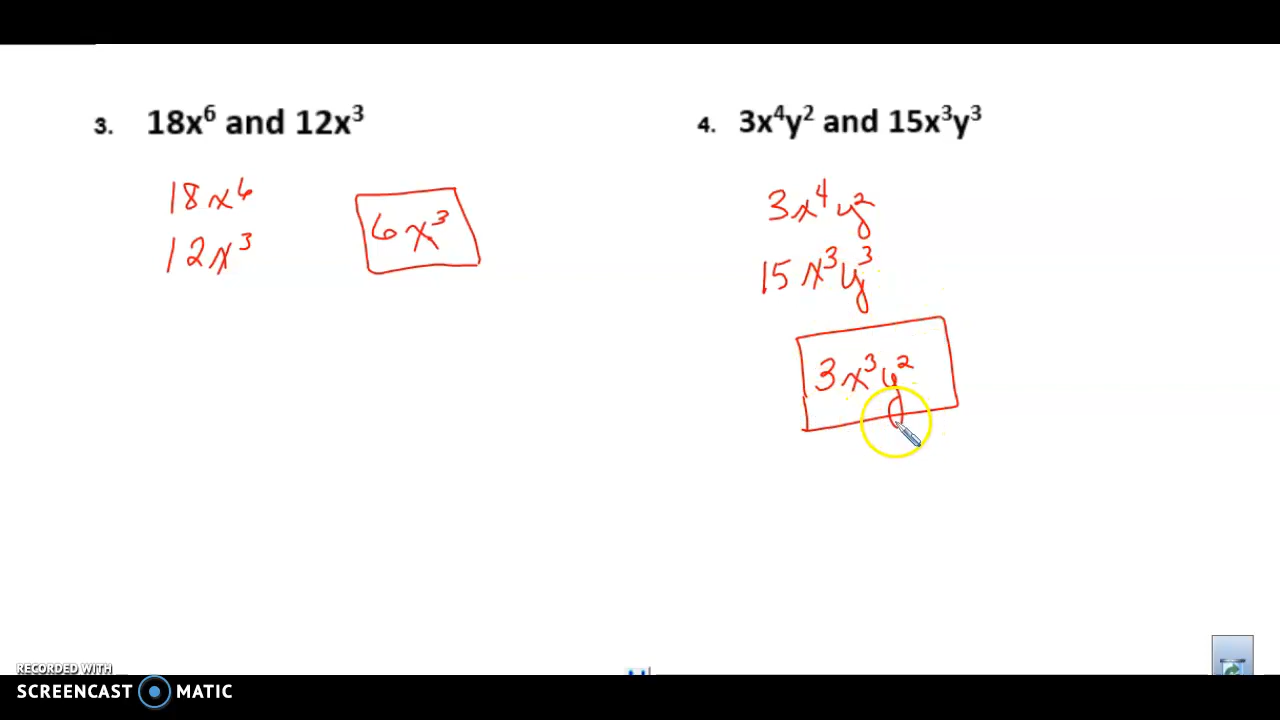 3. 18x⁶ and 12x³
18x⁶
12x³
6x³
4. 3x⁴y² and 15x³y³
3x⁴y²
15x³y³
3x³y²
RECORDED WITH
SCREENCAST MATIC